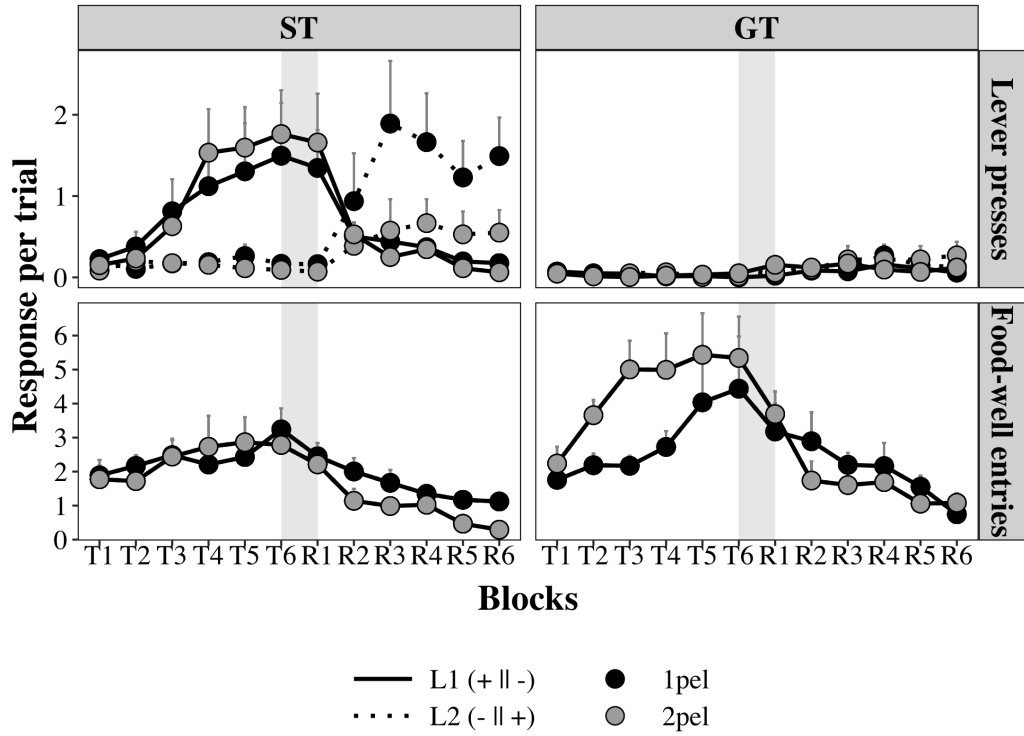 ST
GT
Response per trial
2
1
0
Lever presses
6
5
4
3
2
1
0
Food-well entries
T1 T2 T3 T4 T5 T6 R1 R2 R3 R4 R5 R6
T1 T2 T3 T4 T5 T6 R1 R2 R3 R4 R5 R6
Blocks
L1 (+ || -)
1pel
L2 (- || +)
2pel